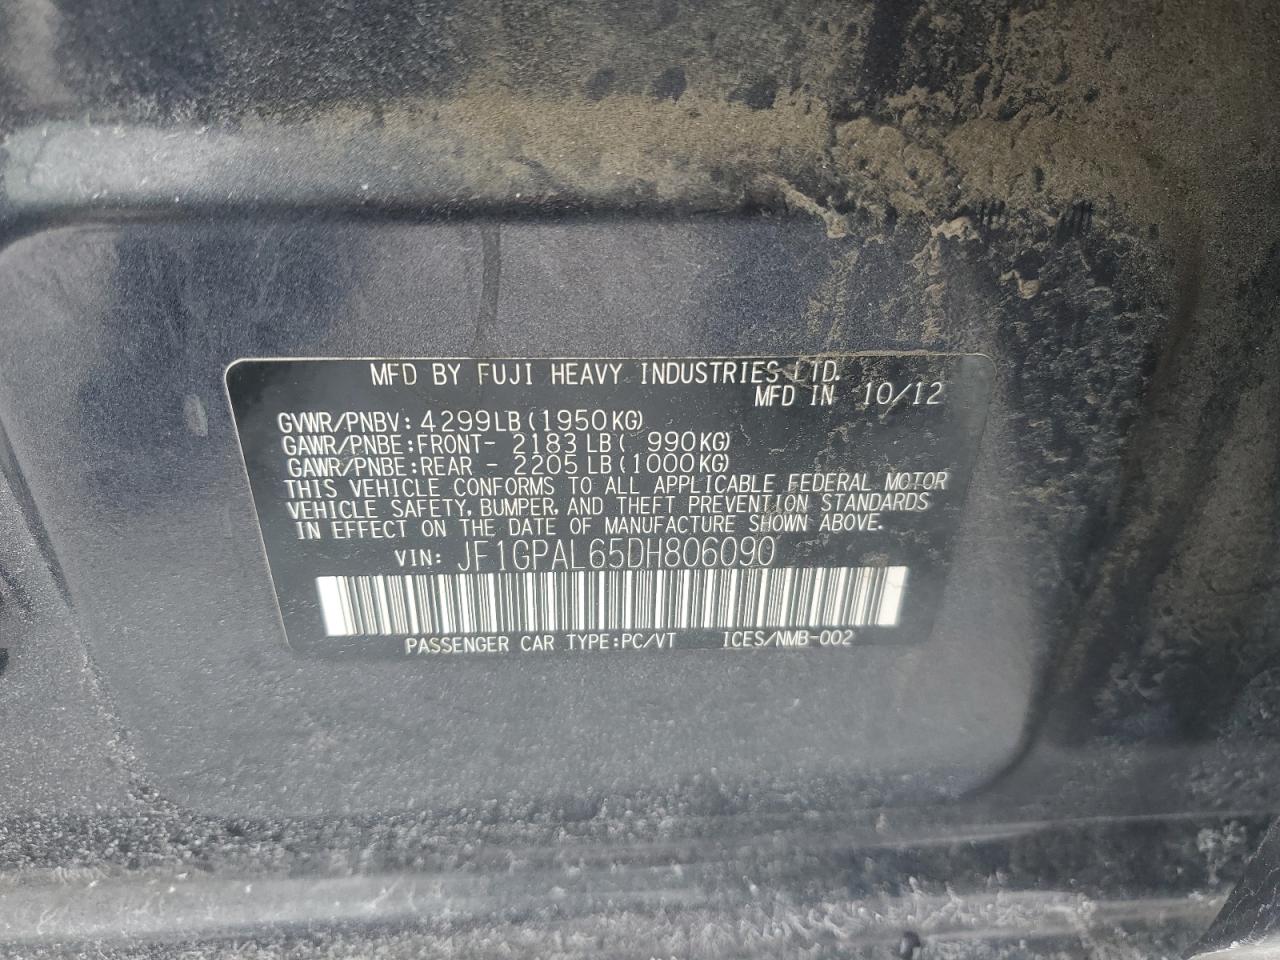 MFD BY FUJI HEAVY INDUSTRIES LTD.
MFD IN 10/12
GVWR/PNBV: 4299LB(1950KG)
GAWR/PNBE:FRONT- 2183LB( 990KG)
GAWR/PNBE:REAR - 2205LB(1000KG)
THIS VEHICLE CONFORMS TO ALL APPLICABLE FEDERAL MOTOR
VEHICLE SAFETY, BUMPER, AND THEFT PREVENTION STANDARDS
IN EFFECT ON THE DATE OF MANUFACTURE SHOWN ABOVE.
VIN: JF1GPAL65DH806090
PASSENGER CAR TYPE:PC/VT ICES/NMB-002